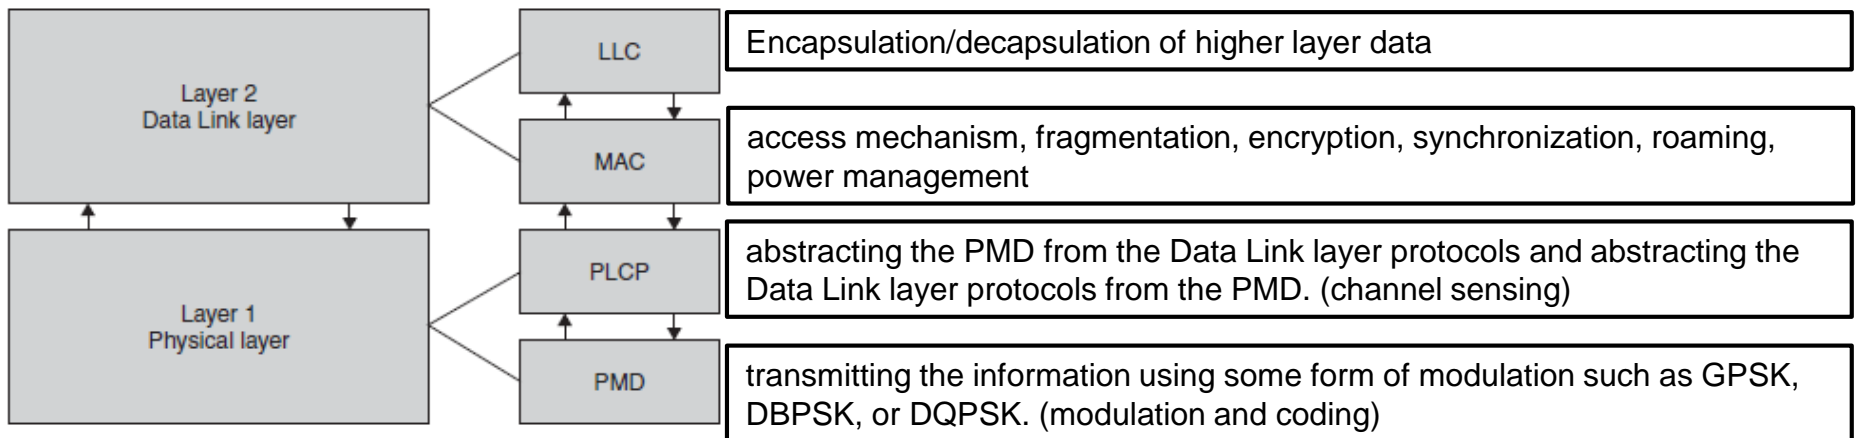 Layer 2
Data Link layer
LLC
Encapsulation/decapsulation of higher layer data
MAC
access mechanism, fragmentation, encryption, synchronization, roaming,
power management
Layer 1
Physical layer
PLCP
abstracting the PMD from the Data Link layer protocols and abstracting the
Data Link layer protocols from the PMD. (channel sensing)
PMD
transmitting the information using some form of modulation such as GPSK,
DBPSK, or DQPSK. (modulation and coding)